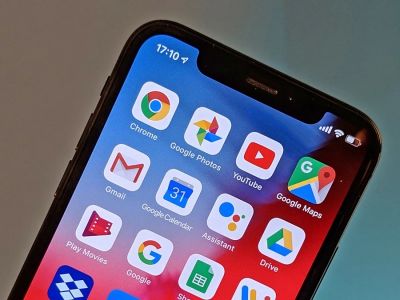 17:10
Chrome
Google Photos
YouTube
Google Maps
Gmail
31
Google Calendar
Assistant
Drive
Play Movies
Google